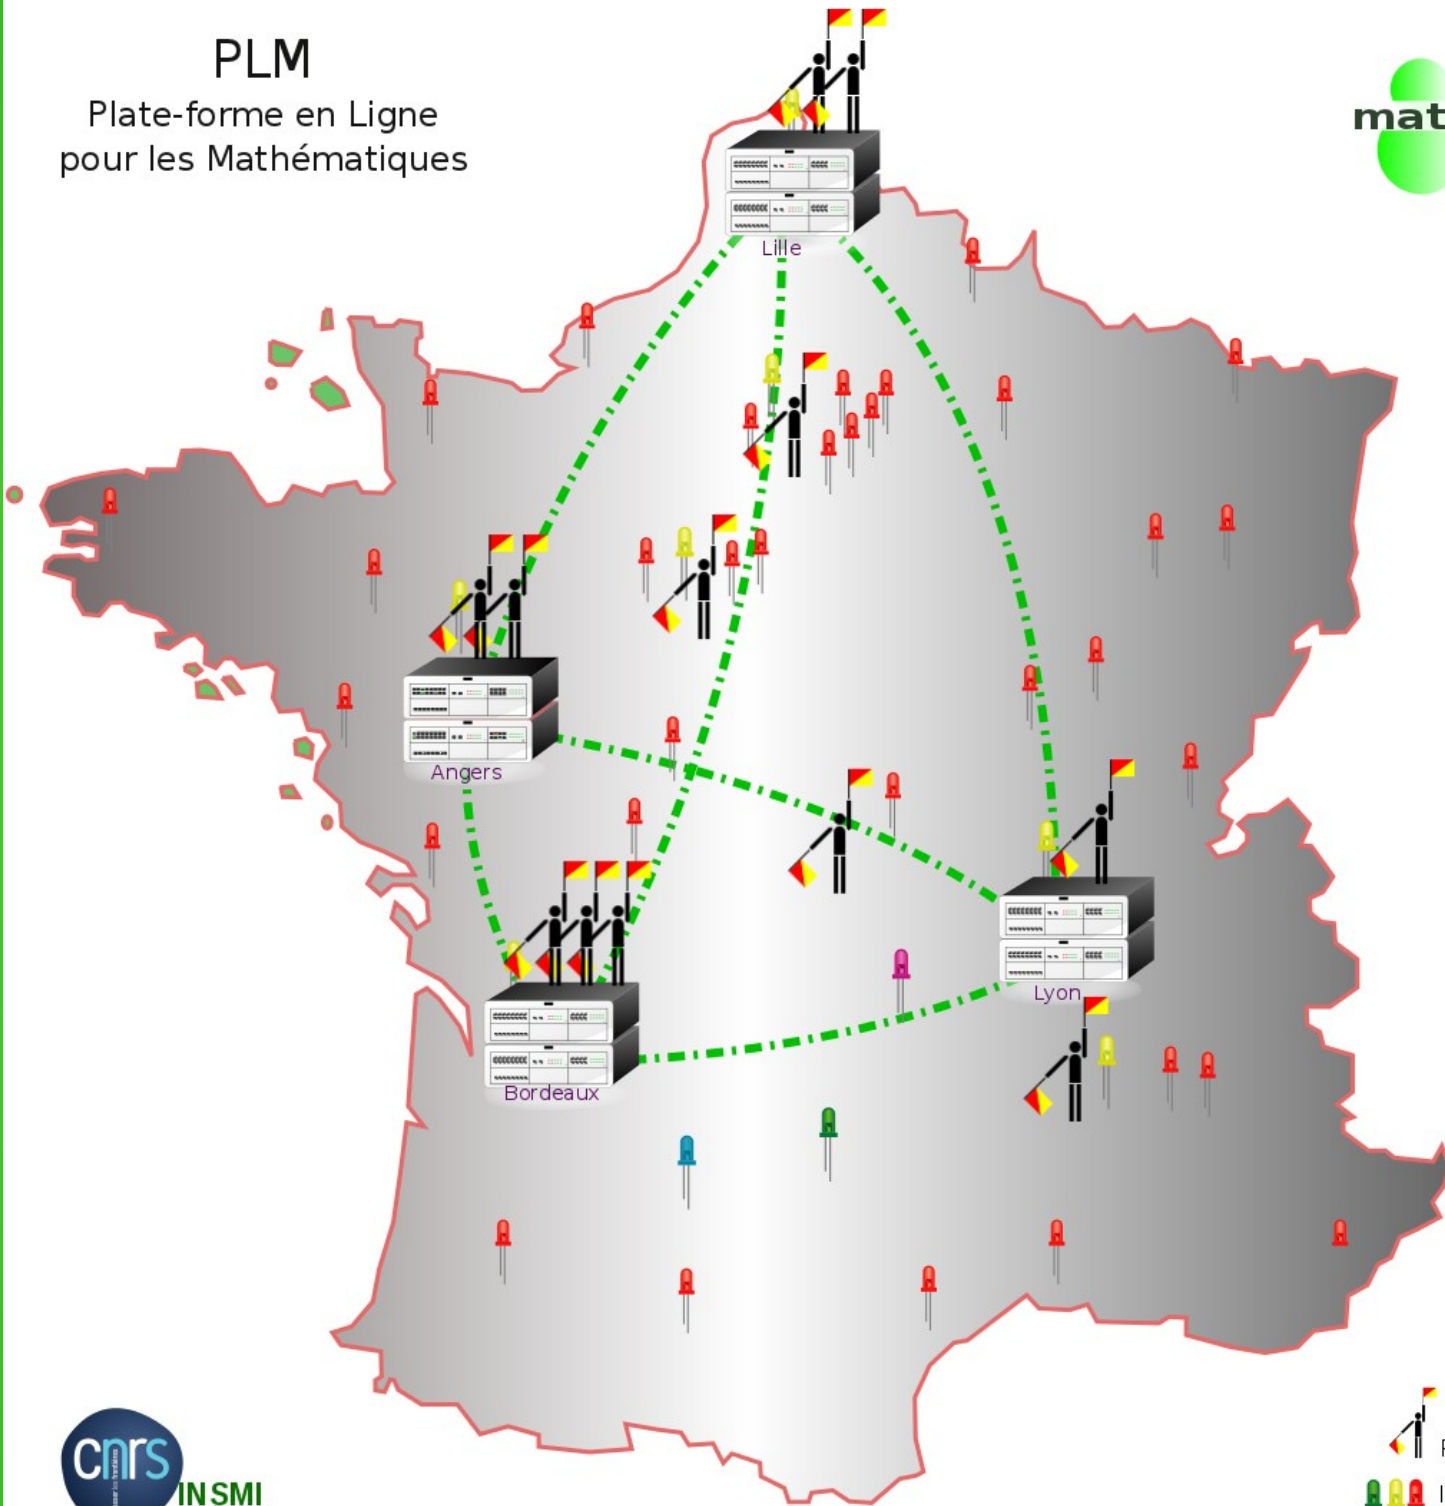 PLM
Plate-forme en Ligne
pour les Mathématiques
mat
Lille
Angers
Lyon
Bordeaux
cnrs
INSMI